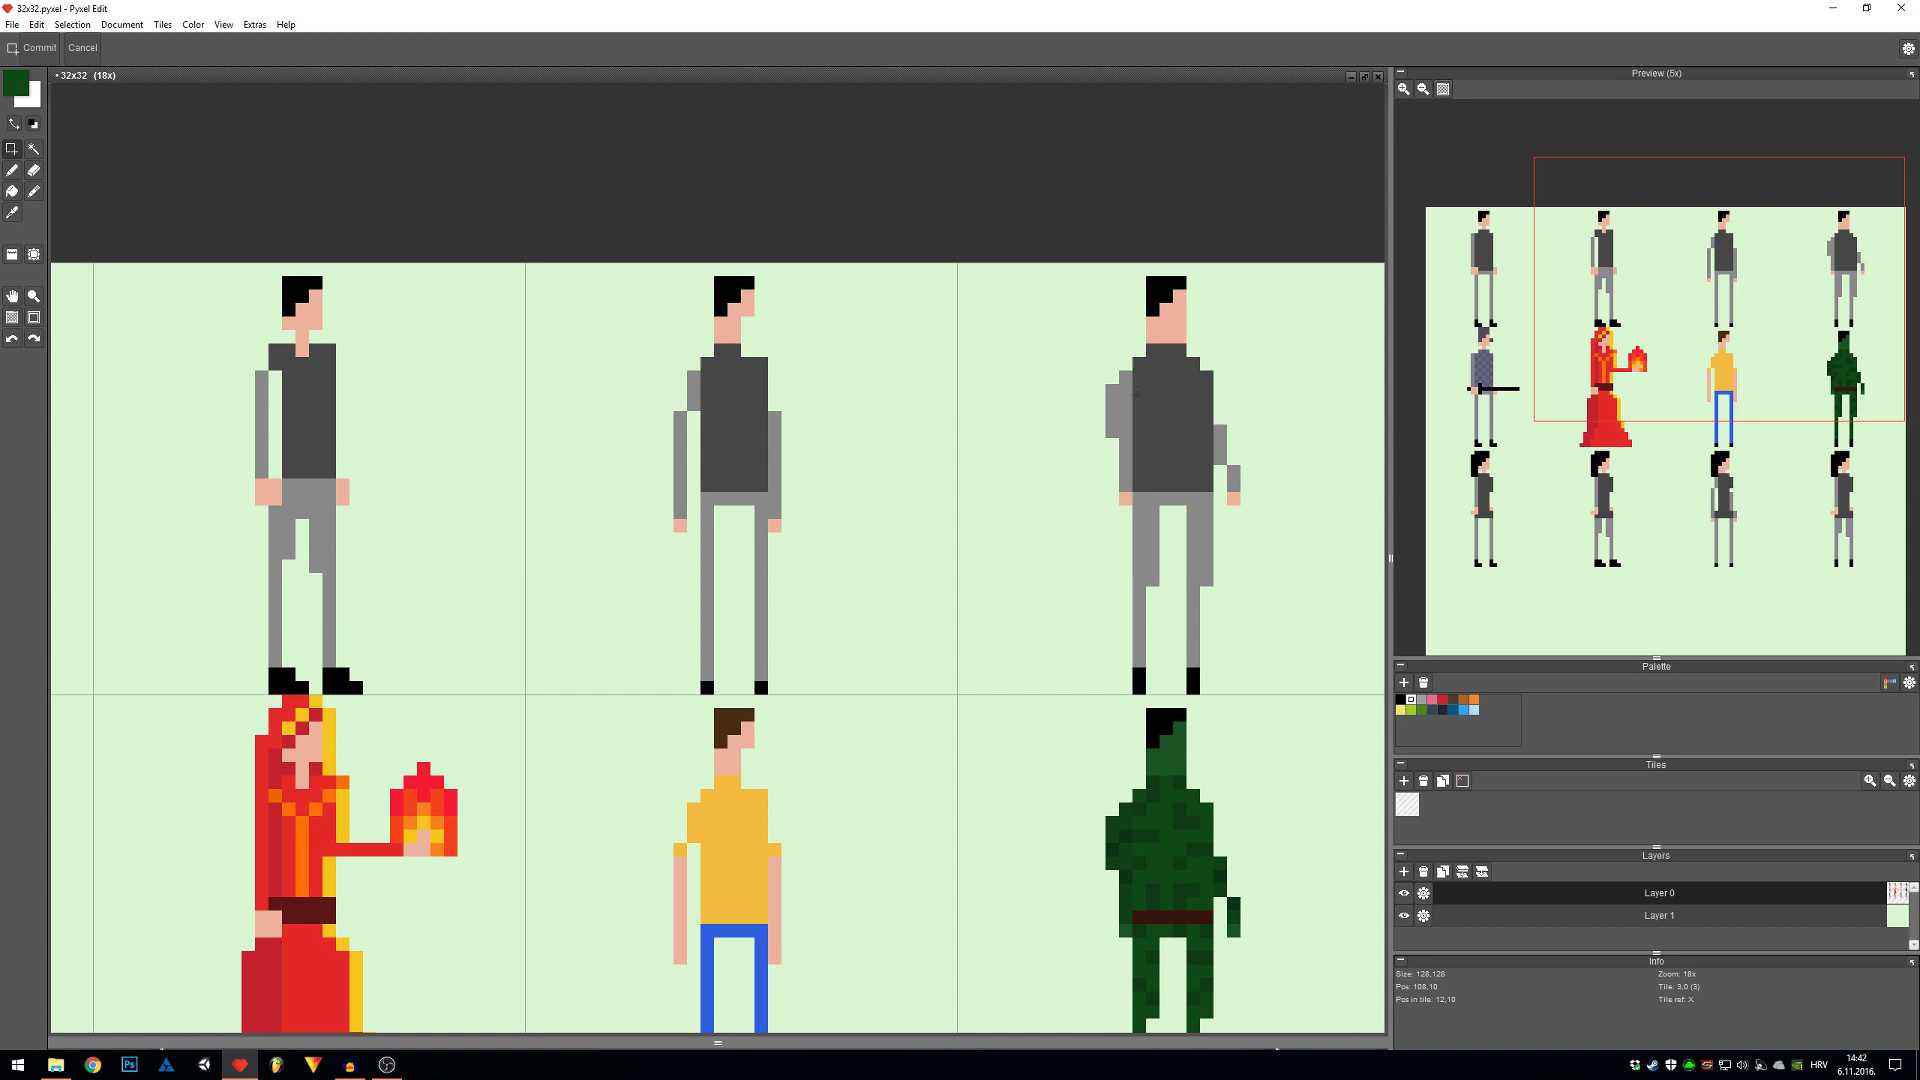 32x32.pyxel - Pyxel Edit
File Edit Selection Document Tiles Color View Extras Help
Commit Cancel
• 32x32 (18x)
Preview (5x)
Palette
Tiles
Layers
Layer 0
Layer 1
Info
Size: 128,128 Zoom: 18x
Pos: 108,10 Tile: 3,0 (3)
Pos in tile: 12,10 Tile ref: X
Ps
HRV
14:42
6.11.2016.